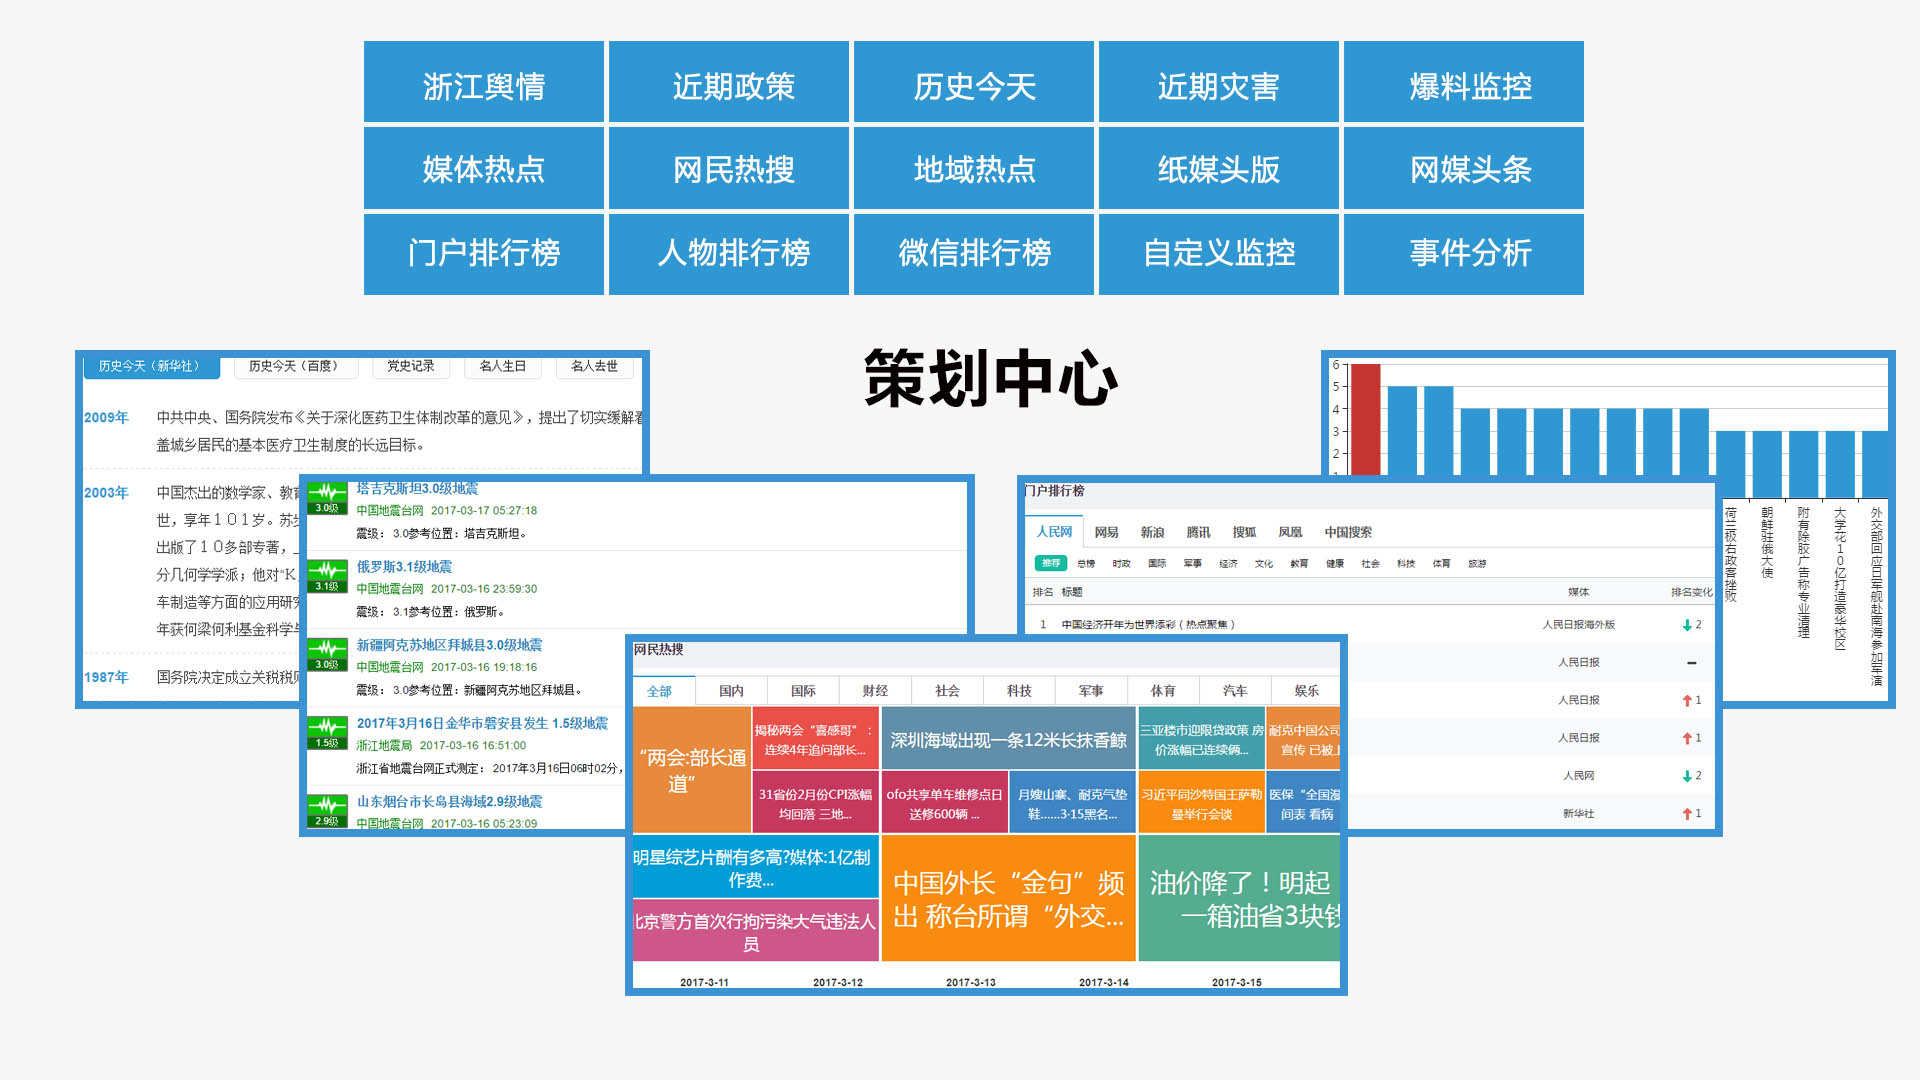 浙江舆情 近期政策 历史今天 近期灾害 爆料监控
媒体热点 网民热搜 地域热点 纸媒头版 网媒头条
门户排行榜 人物排行榜 微信排行榜 自定义监控 事件分析
策划中心
历史今天（新华社） 历史今天（百度） 党史记录 名人生日 名人去世
2009年 中共中央、国务院发布《关于深化医药卫生体制改革的意见》，提出了切实缓解看
盖城乡居民的基本医疗卫生制度的长远目标。
2003年 中国杰出的数学家、教育
世，享年１０１岁。苏步
出版了１０多部专著，上
分几何学学派；他对“K
车制造等方面的应用研究
年获何梁何利基金科学与
1987年 国务院决定成立关税税则
3.0级 塔吉克斯坦3.0级地震
中国地震台网 2017-03-17 05:27:18
震级： 3.0参考位置：塔吉克斯坦。
3.1级 俄罗斯3.1级地震
中国地震台网 2017-03-16 23:59:30
震级： 3.1参考位置：俄罗斯。
3.0级 新疆阿克苏地区拜城县3.0级地震
中国地震台网 2017-03-16 19:18:16
震级： 3.0参考位置：新疆阿克苏地区拜城县。
1.5级 2017年3月16日金华市磐安县发生 1.5级地震
浙江地震局 2017-03-16 16:51:00
浙江省地震台网正式测定： 2017年3月16日06时02分，
2.9级 山东烟台市长岛县海域2.9级地震
中国地震台网 2017-03-16 05:23:09
网民热搜
全部 国内 国际 财经 社会 科技 军事 体育 汽车 娱乐
“两会:部长通
道”
揭秘两会“喜感哥”：
连续4年追问部长...
深圳海域出现一条12米长抹香鲸
三亚楼市迎限贷政策 房
价涨幅已连续俩...
耐克中国公司
宣传 已被上
31省份2月份CPI涨幅
均回落 三地...
ofo共享单车维修点日
送修600辆 ...
月嫂山寨、耐克气垫
鞋......3·15黑名...
习近平同沙特国王萨勒
曼举行会谈
医保“全国漫
间表 看病
明星综艺片酬有多高?媒体:1亿制
作费...
北京警方首次行拘污染大气违法人
员
中国外长“金句”频
出 称台所谓“外交...
油价降了！明起
一箱油省3块钱
2017-3-11 2017-3-12 2017-3-13 2017-3-14 2017-3-15
门户排行榜
人民网 网易 新浪 腾讯 搜狐 凤凰 中国搜索
推荐 总榜 时政 国际 军事 经济 文化 教育 健康 社会 科技 体育 旅游
排名 标题 媒体 排名变化
1 中国经济开年为世界添彩（热点聚焦） 人民日报海外版 2
人民日报
人民日报 1
人民日报 1
人民网 2
新华社 1
6
5
4
3
2
荷兰极右政客挫败
朝鲜驻俄大使
附有除胶广告称专业清理
大学花10亿打造豪华校区
外交部回应日军舰赴南海参加军演